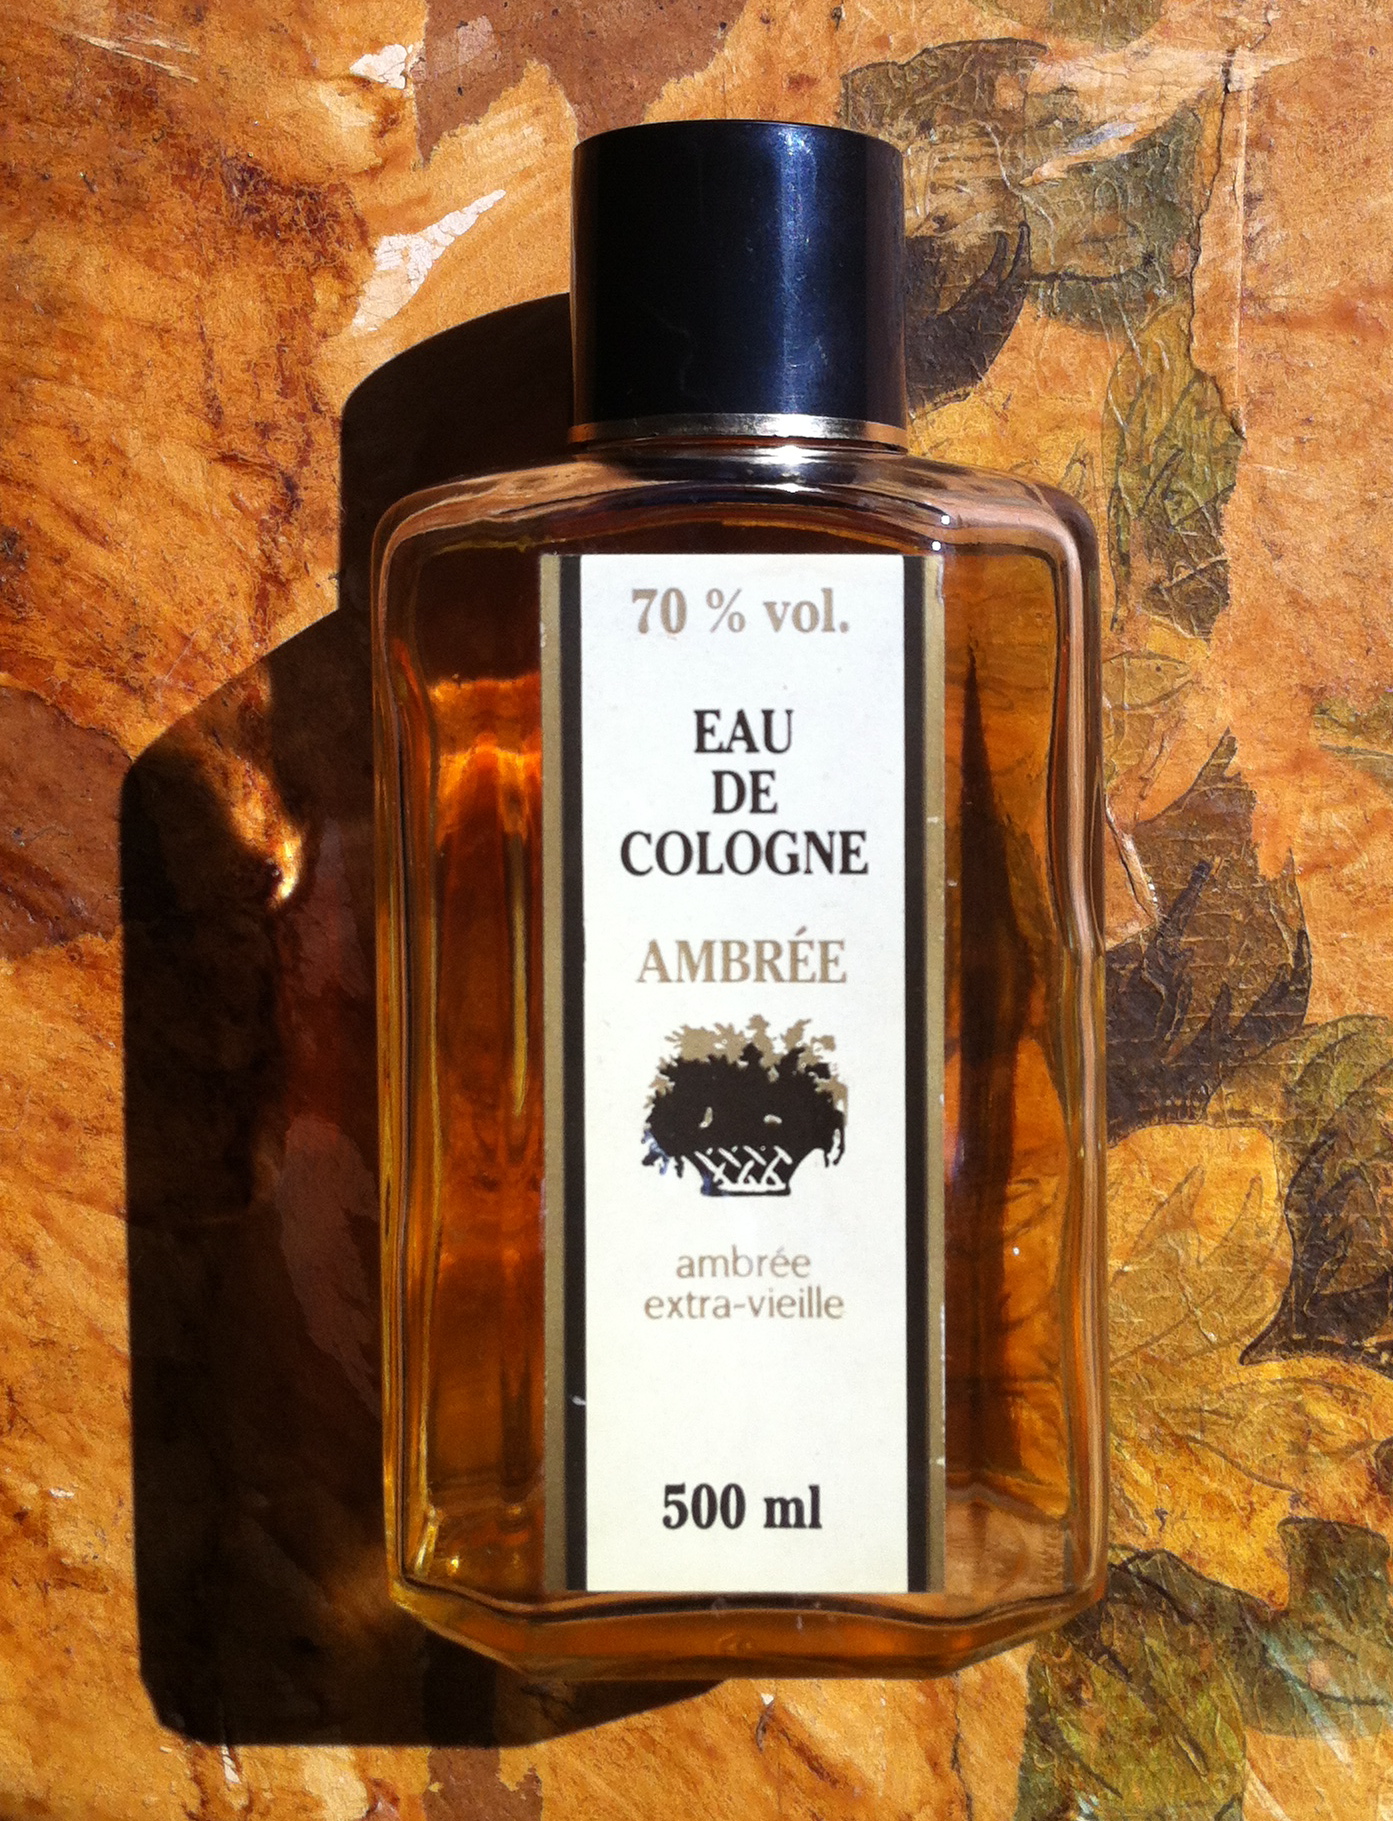 70 % vol.
EAU
DE
COLOGNE
AMBRÉE
ambrée
extra-vieille
500 ml